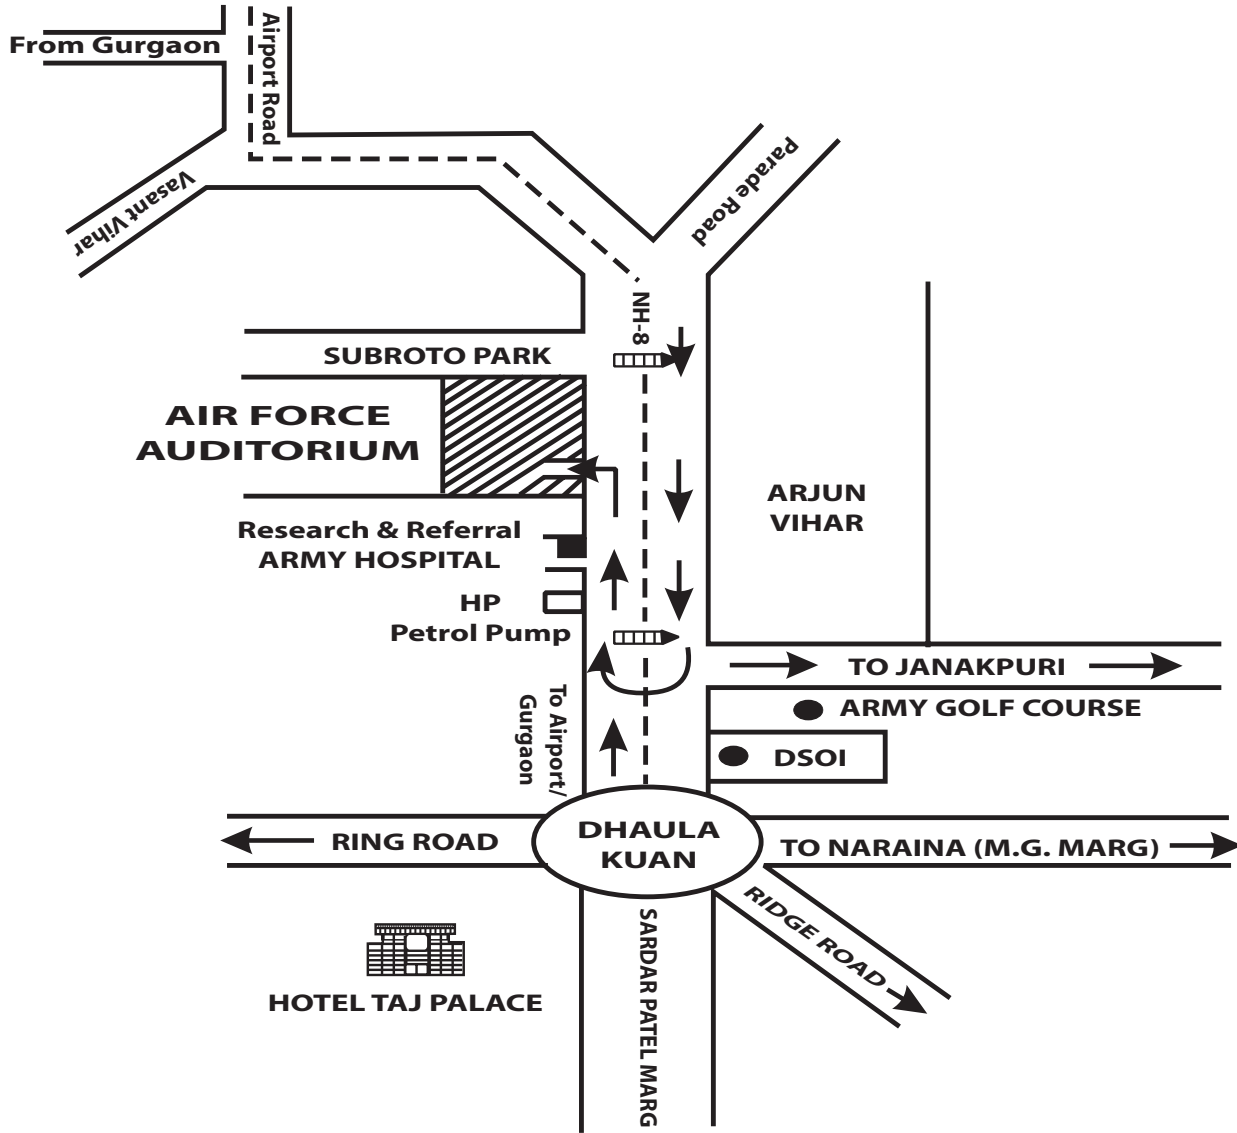 From Gurgaon
Airport Road
Vasant Vihar
Parade Road
NH-8
SUBROTO PARK
AIR FORCE
AUDITORIUM
ARJUN
VIHAR
Research & Referral
ARMY HOSPITAL
HP
Petrol Pump
TO JANAKPURI
To Airport/
Gurgaon
ARMY GOLF COURSE
DSOI
RING ROAD
DHAULA
KUAN
TO NARAINA (M.G. MARG)
RIDGE ROAD
SARDAR PATEL MARG
HOTEL TAJ PALACE